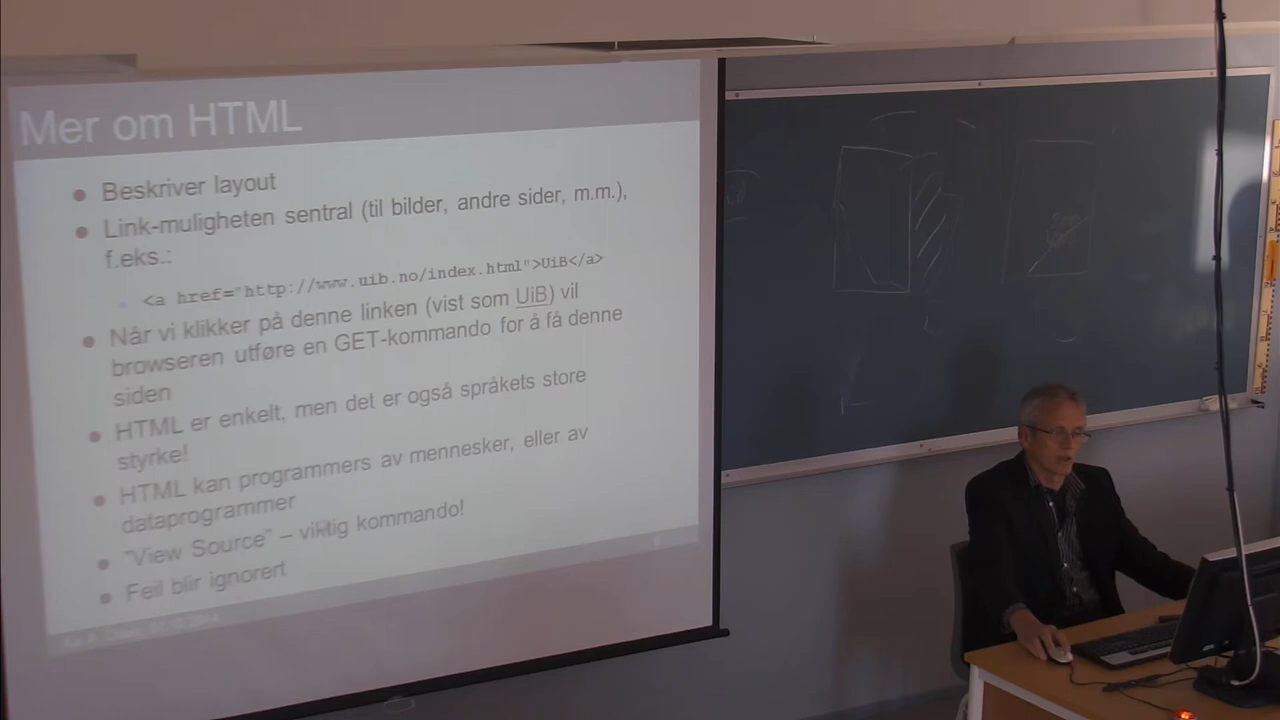 Mer om HTML
Beskriver layout
Link-muligheten sentral (til bilder, andre sider, m.m.),
f.eks.:
<a href="http://www.uib.no/index.html">UiB</a>
Når vi klikker på denne linken (vist som UiB) vil
browseren utføre en GET-kommando for å få denne
siden
HTML er enkelt, men det er også språkets store
styrke!
HTML kan programmers av mennesker, eller av
dataprogrammer
"View Source" – viktig kommando!
Feil blir ignorert